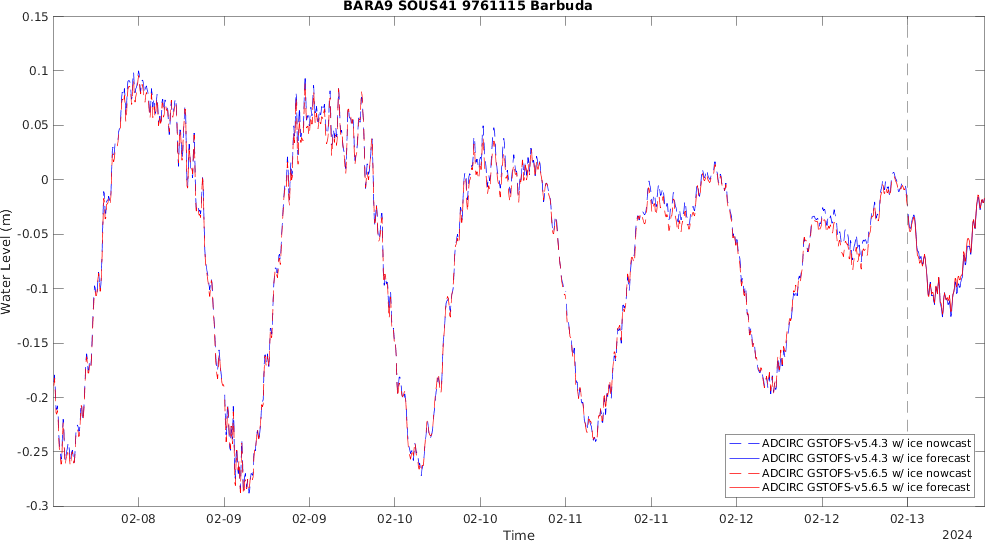 BARA9 SOUS41 9761115 Barbuda
0.15
0.1
0.05
0
-0.05
-0.1
-0.15
-0.2
-0.25
-0.3
Water Level (m)
ADCIRC GSTOFS-v5.4.3 w/ ice nowcast
ADCIRC GSTOFS-v5.4.3 w/ ice forecast
ADCIRC GSTOFS-v5.6.5 w/ ice nowcast
ADCIRC GSTOFS-v5.6.5 w/ ice forecast
02-08 02-09 02-09 02-10 02-10 02-11 02-11 02-12 02-12 02-13
Time
2024